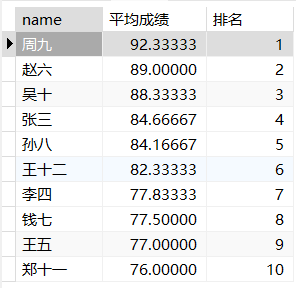 name 平均成绩 排名
周九 92.33333 1
赵六 89.00000 2
吴十 88.33333 3
张三 84.66667 4
孙八 84.16667 5
王十二 82.33333 6
李四 77.83333 7
钱七 77.50000 8
王五 77.00000 9
郑十一 76.00000 10